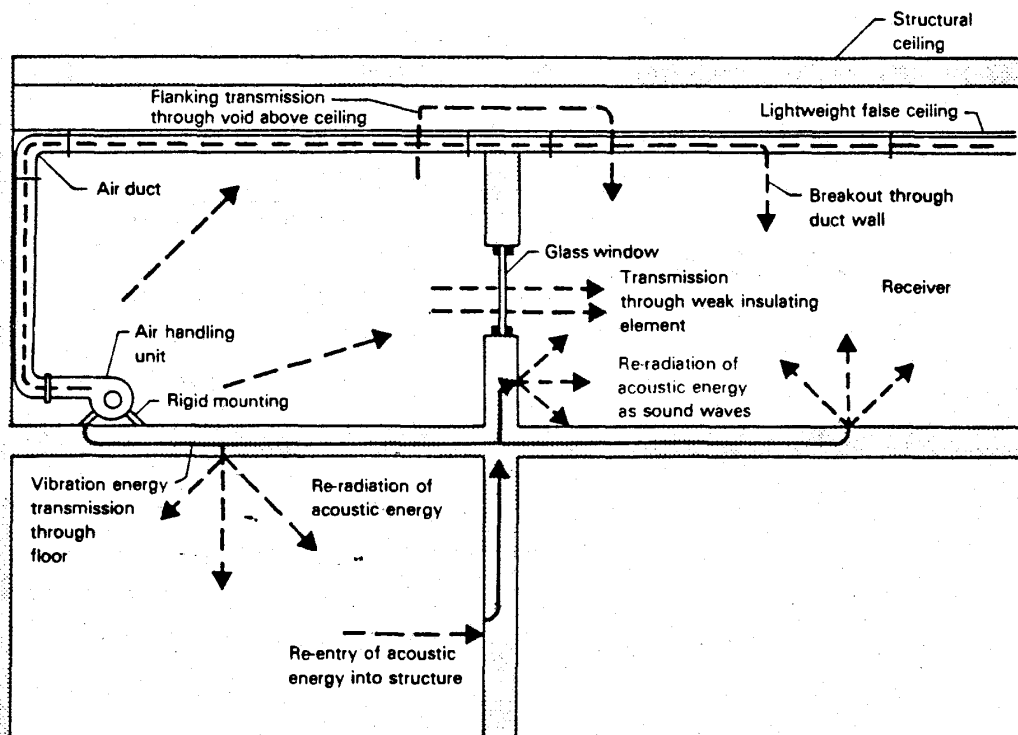 Structural
ceiling
Flanking transmission
through void above ceiling
Lightweight false ceiling
Air duct
Breakout through
duct wall
Glass window
Transmission
through weak insulating
element
Receiver
Air handling
unit
Re-radiation of
acoustic energy
as sound waves
Rigid mounting
Vibration energy
transmission
through
floor
Re-radiation of
acoustic energy
Re-entry of acoustic
energy into structure